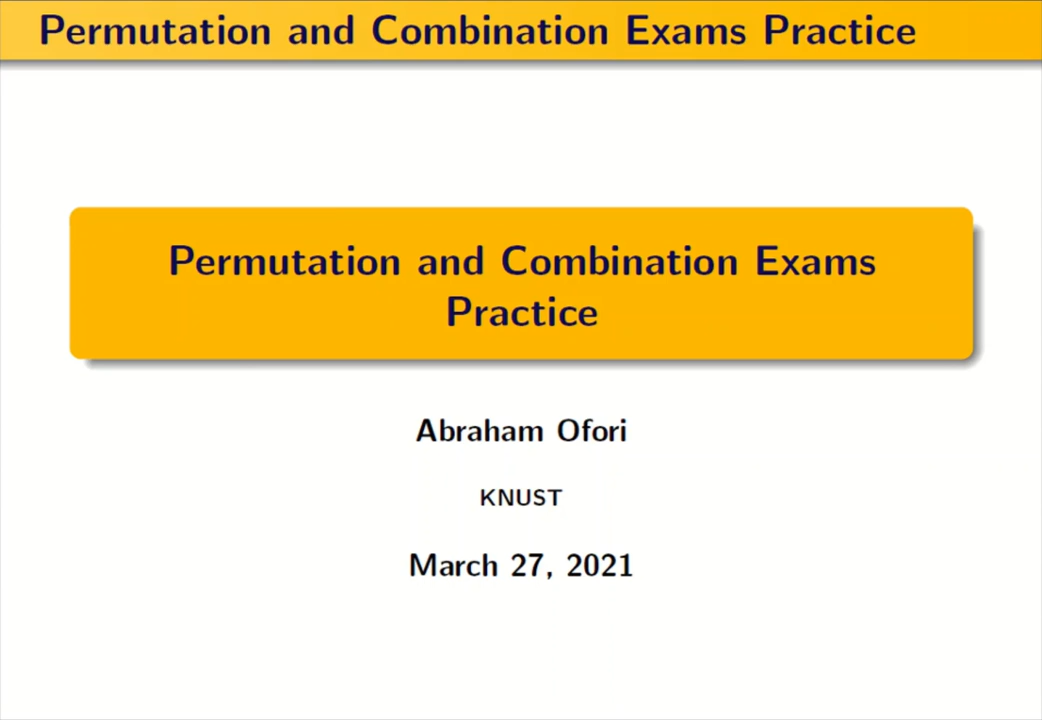 Permutation and Combination Exams Practice
Permutation and Combination Exams
Practice
Abraham Ofori
KNUST
March 27, 2021